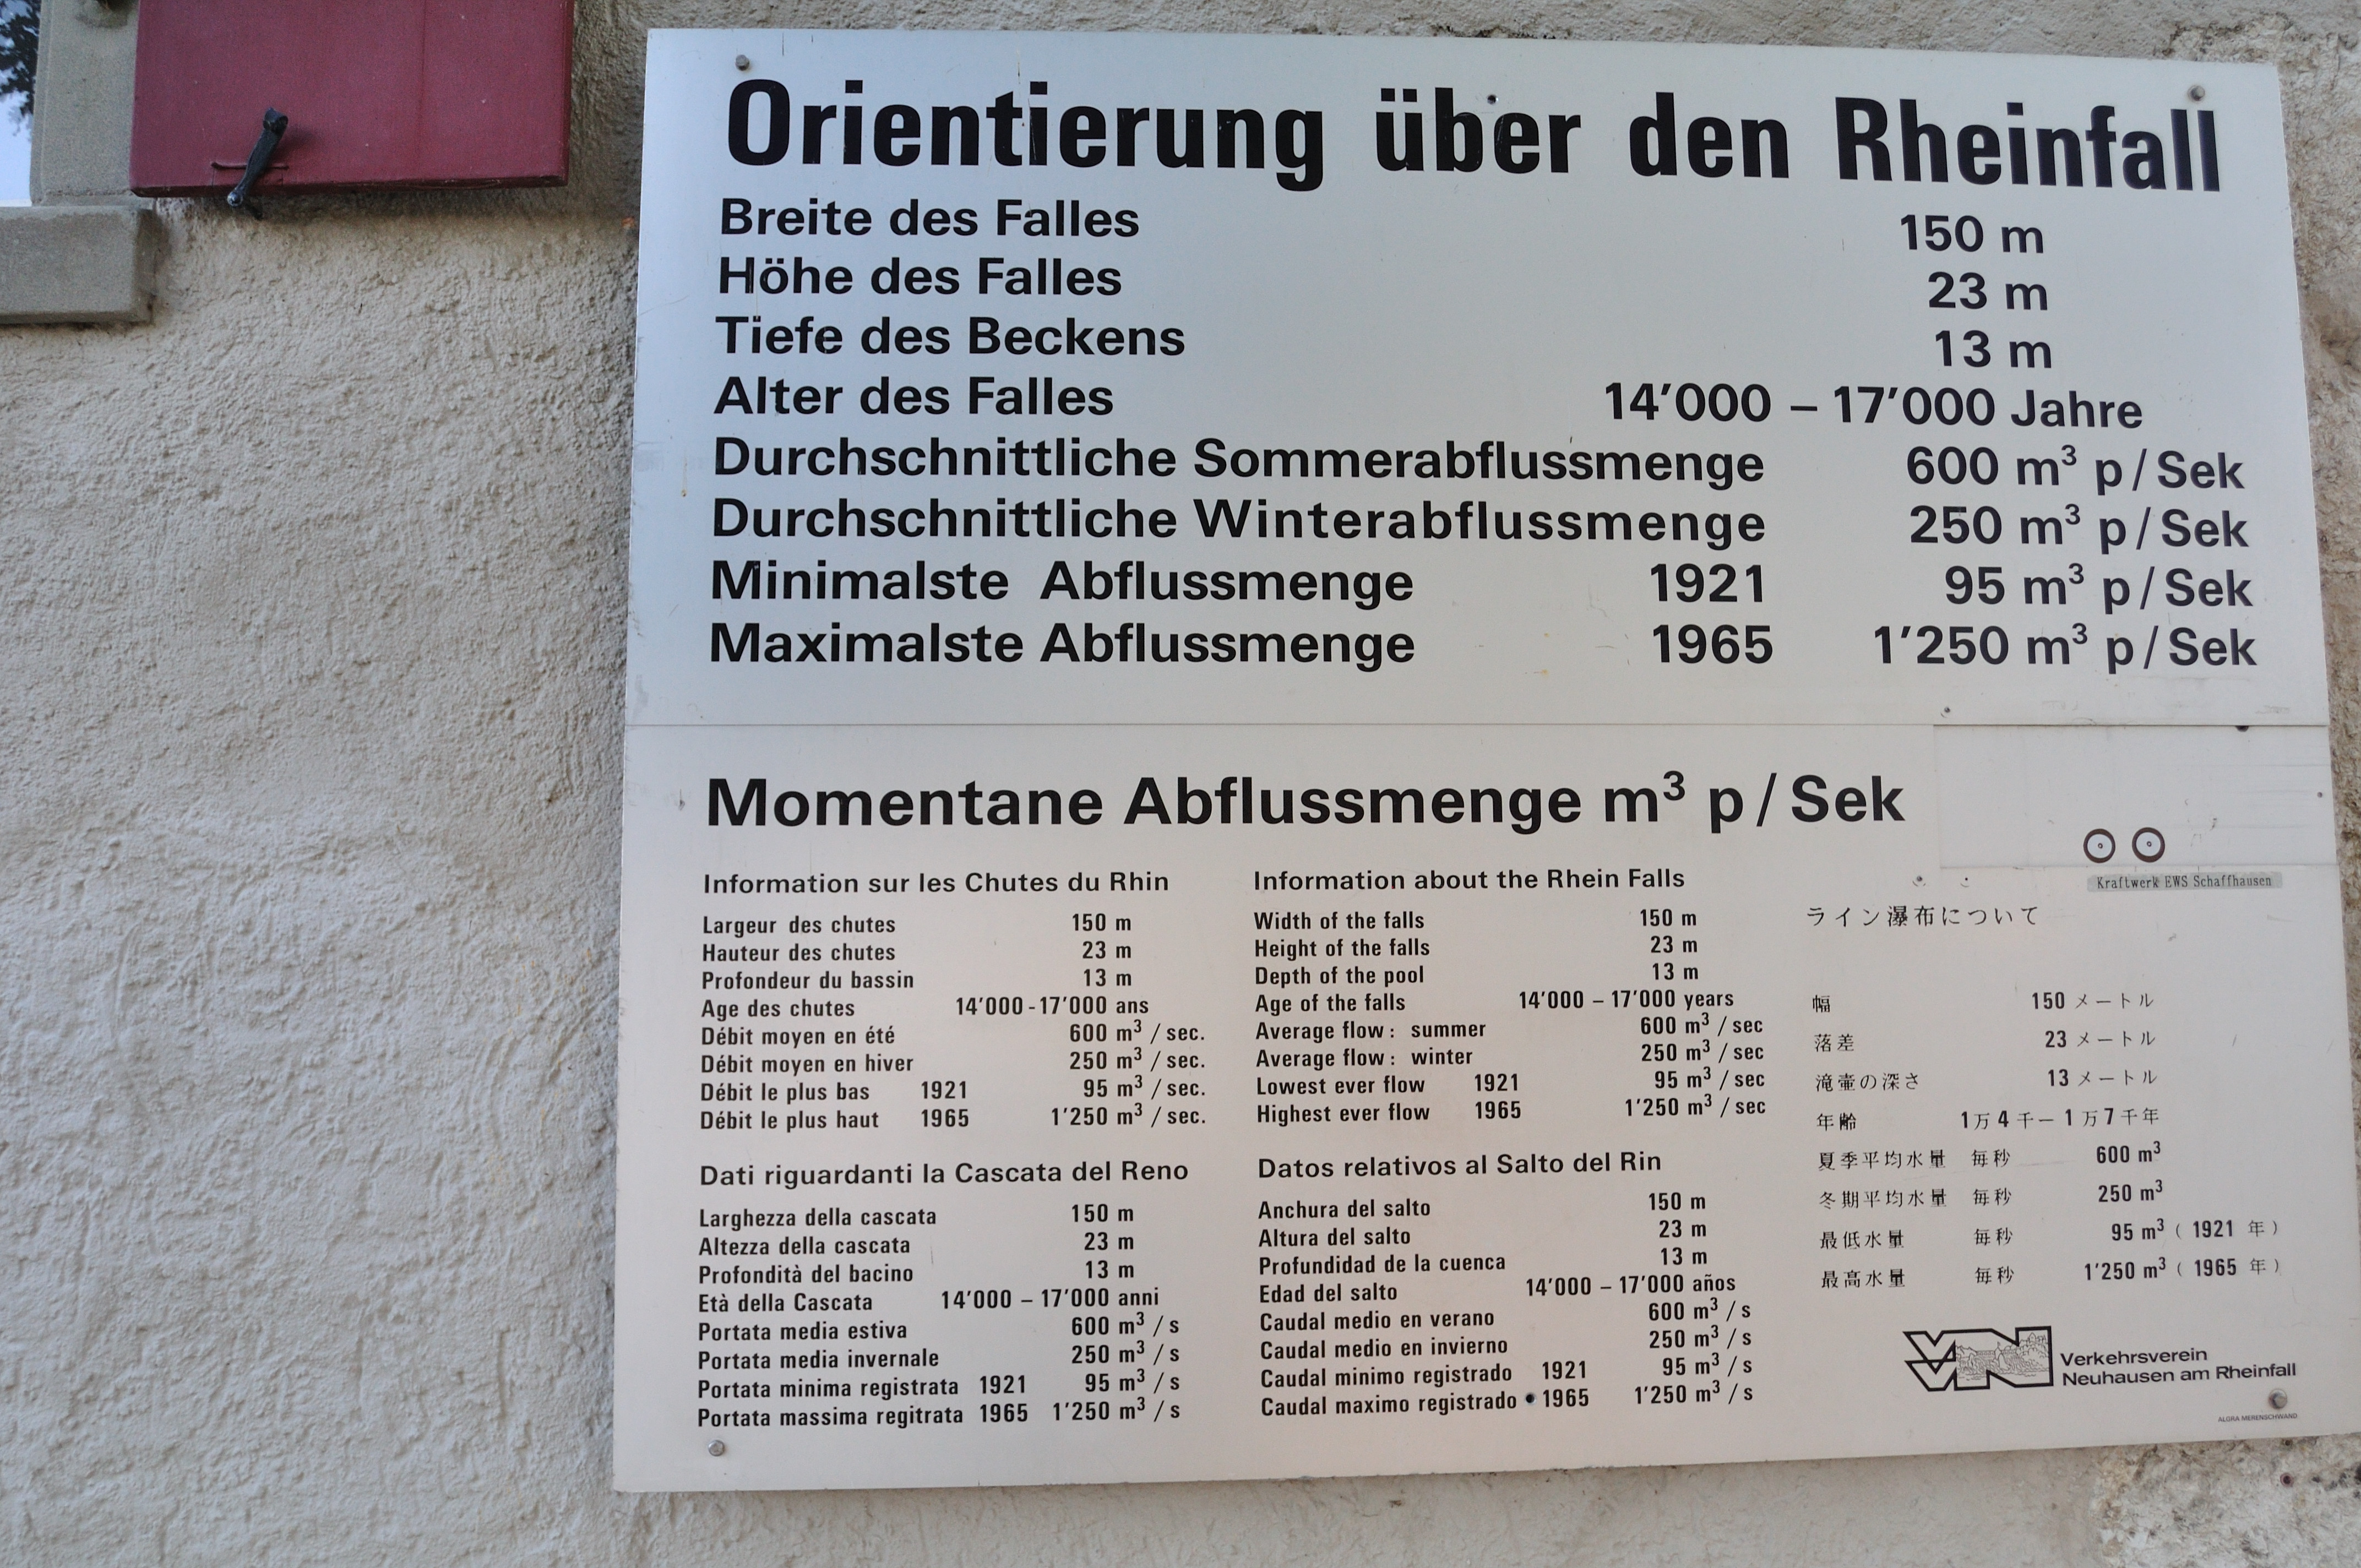 Orientierung über den Rheinfall
Breite des Falles 150 m
Höhe des Falles 23 m
Tiefe des Beckens 13 m
Alter des Falles 14'000 – 17'000 Jahre
Durchschnittliche Sommerabflussmenge 600 m³ p/Sek
Durchschnittliche Winterabflussmenge 250 m³ p/Sek
Minimalste Abflussmenge 1921 95 m³ p/Sek
Maximalste Abflussmenge 1965 1'250 m³ p/Sek
Momentane Abflussmenge m³ p/Sek
Kraftwerk EWS Schaffhausen
Information sur les Chutes du Rhin
Largeur des chutes 150 m
Hauteur des chutes 23 m
Profondeur du bassin 13 m
Age des chutes 14'000 - 17'000 ans
Débit moyen en été 600 m³ / sec.
Débit moyen en hiver 250 m³ / sec.
Débit le plus bas 1921 95 m³ / sec.
Débit le plus haut 1965 1'250 m³ / sec.
Information about the Rhein Falls
Width of the falls 150 m
Height of the falls 23 m
Depth of the pool 13 m
Age of the falls 14'000 – 17'000 years
Average flow: summer 600 m³ / sec
Average flow: winter 250 m³ / sec
Lowest ever flow 1921 95 m³ / sec
Highest ever flow 1965 1'250 m³ / sec
ライン瀑布について
幅 150 メートル
落差 23 メートル
滝壷の深さ 13 メートル
年齢 1万4千ー1万7千年
夏季平均水量 毎秒 600 m³
冬期平均水量 毎秒 250 m³
最低水量 毎秒 95 m³ (1921 年)
最高水量 毎秒 1'250 m³ (1965 年)
Dati riguardanti la Cascata del Reno
Larghezza della cascata 150 m
Altezza della cascata 23 m
Profondità del bacino 13 m
Età della Cascata 14'000 – 17'000 anni
Portata media estiva 600 m³ / s
Portata media invernale 250 m³ / s
Portata minima registrata 1921 95 m³ / s
Portata massima regitrata 1965 1'250 m³ / s
Datos relativos al Salto del Rin
Anchura del salto 150 m
Altura del salto 23 m
Profundidad de la cuenca 13 m
Edad del salto 14'000 – 17'000 años
Caudal medio en verano 600 m³ / s
Caudal medio en invierno 250 m³ / s
Caudal minimo registrado 1921 95 m³ / s
Caudal maximo registrado 1965 1'250 m³ / s
VVN
Verkehrsverein
Neuhausen am Rheinfall
ALGRA MERENSCHWAND